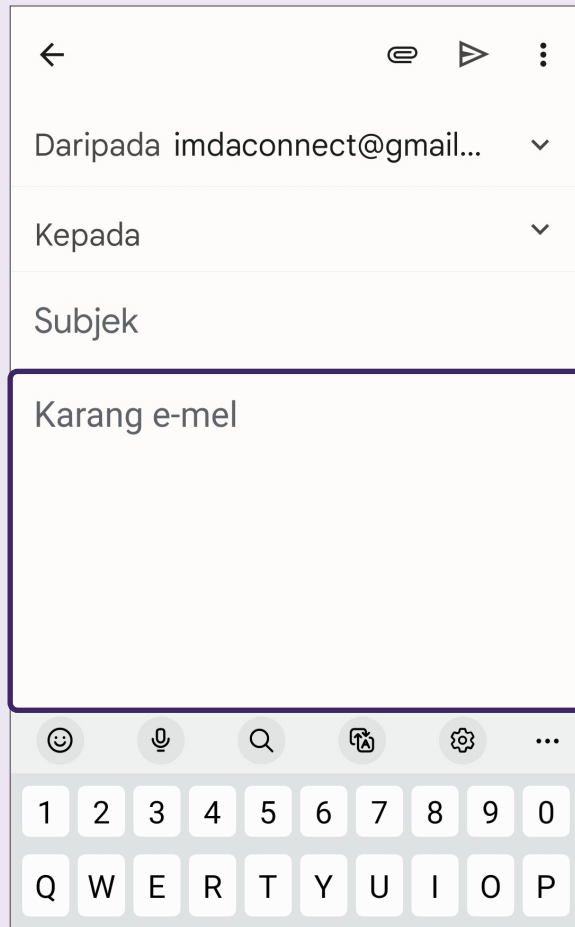 Daripada imdaconnect@gmail...
Kepada
Subjek
Karang e-mel
1 2 3 4 5 6 7 8 9 0
Q W E R T Y U I O P